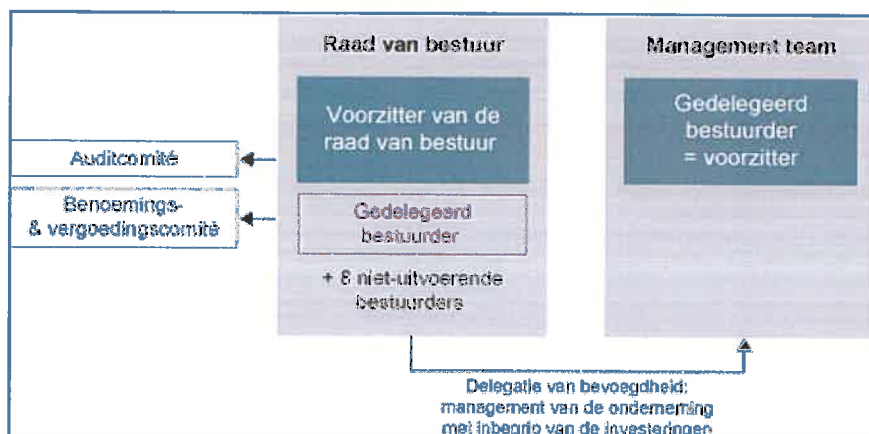 Raad van bestuur
Voorzitter van de
raad van bestuur
Gedelegeerd
bestuurder
+ 8 niet-uitvoerende
bestuurders
Auditcomité
Benoemings-
& vergoedingscomité
Management team
Gedelegeerd
bestuurder
= voorzitter
Delegatie van bevoegdheid:
management van de onderneming
met inbegrip van de investeringen